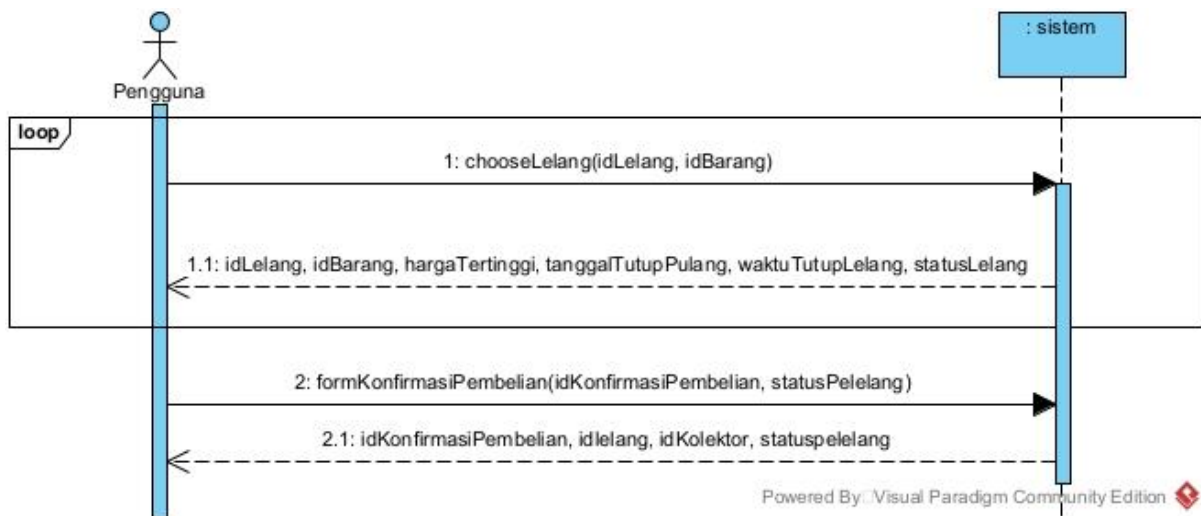 : sistem
Pengguna
loop
1: chooseLelang(idLelang, idBarang)
1.1: idLelang, idBarang, hargaTertinggi, tanggalTutupPulang, waktuTutupLelang, statusLelang
2: formKonfirmasiPembelian(idKonfirmasiPembelian, statusPelelang)
2.1: idKonfirmasiPembelian, idlelang, idKolektor, statuspelelang
Powered By Visual Paradigm Community Edition